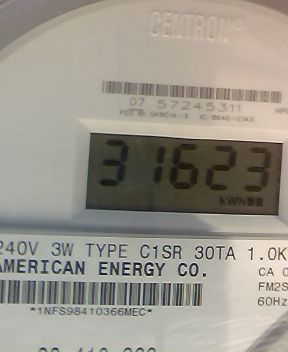 CENTRON®
07 57245311
31623
kWh
240V 3W TYPE C1SR 30TA 1.0K
AMERICAN ENERGY CO.
CA
FM2S
60Hz
*1NFS98410366MEC*